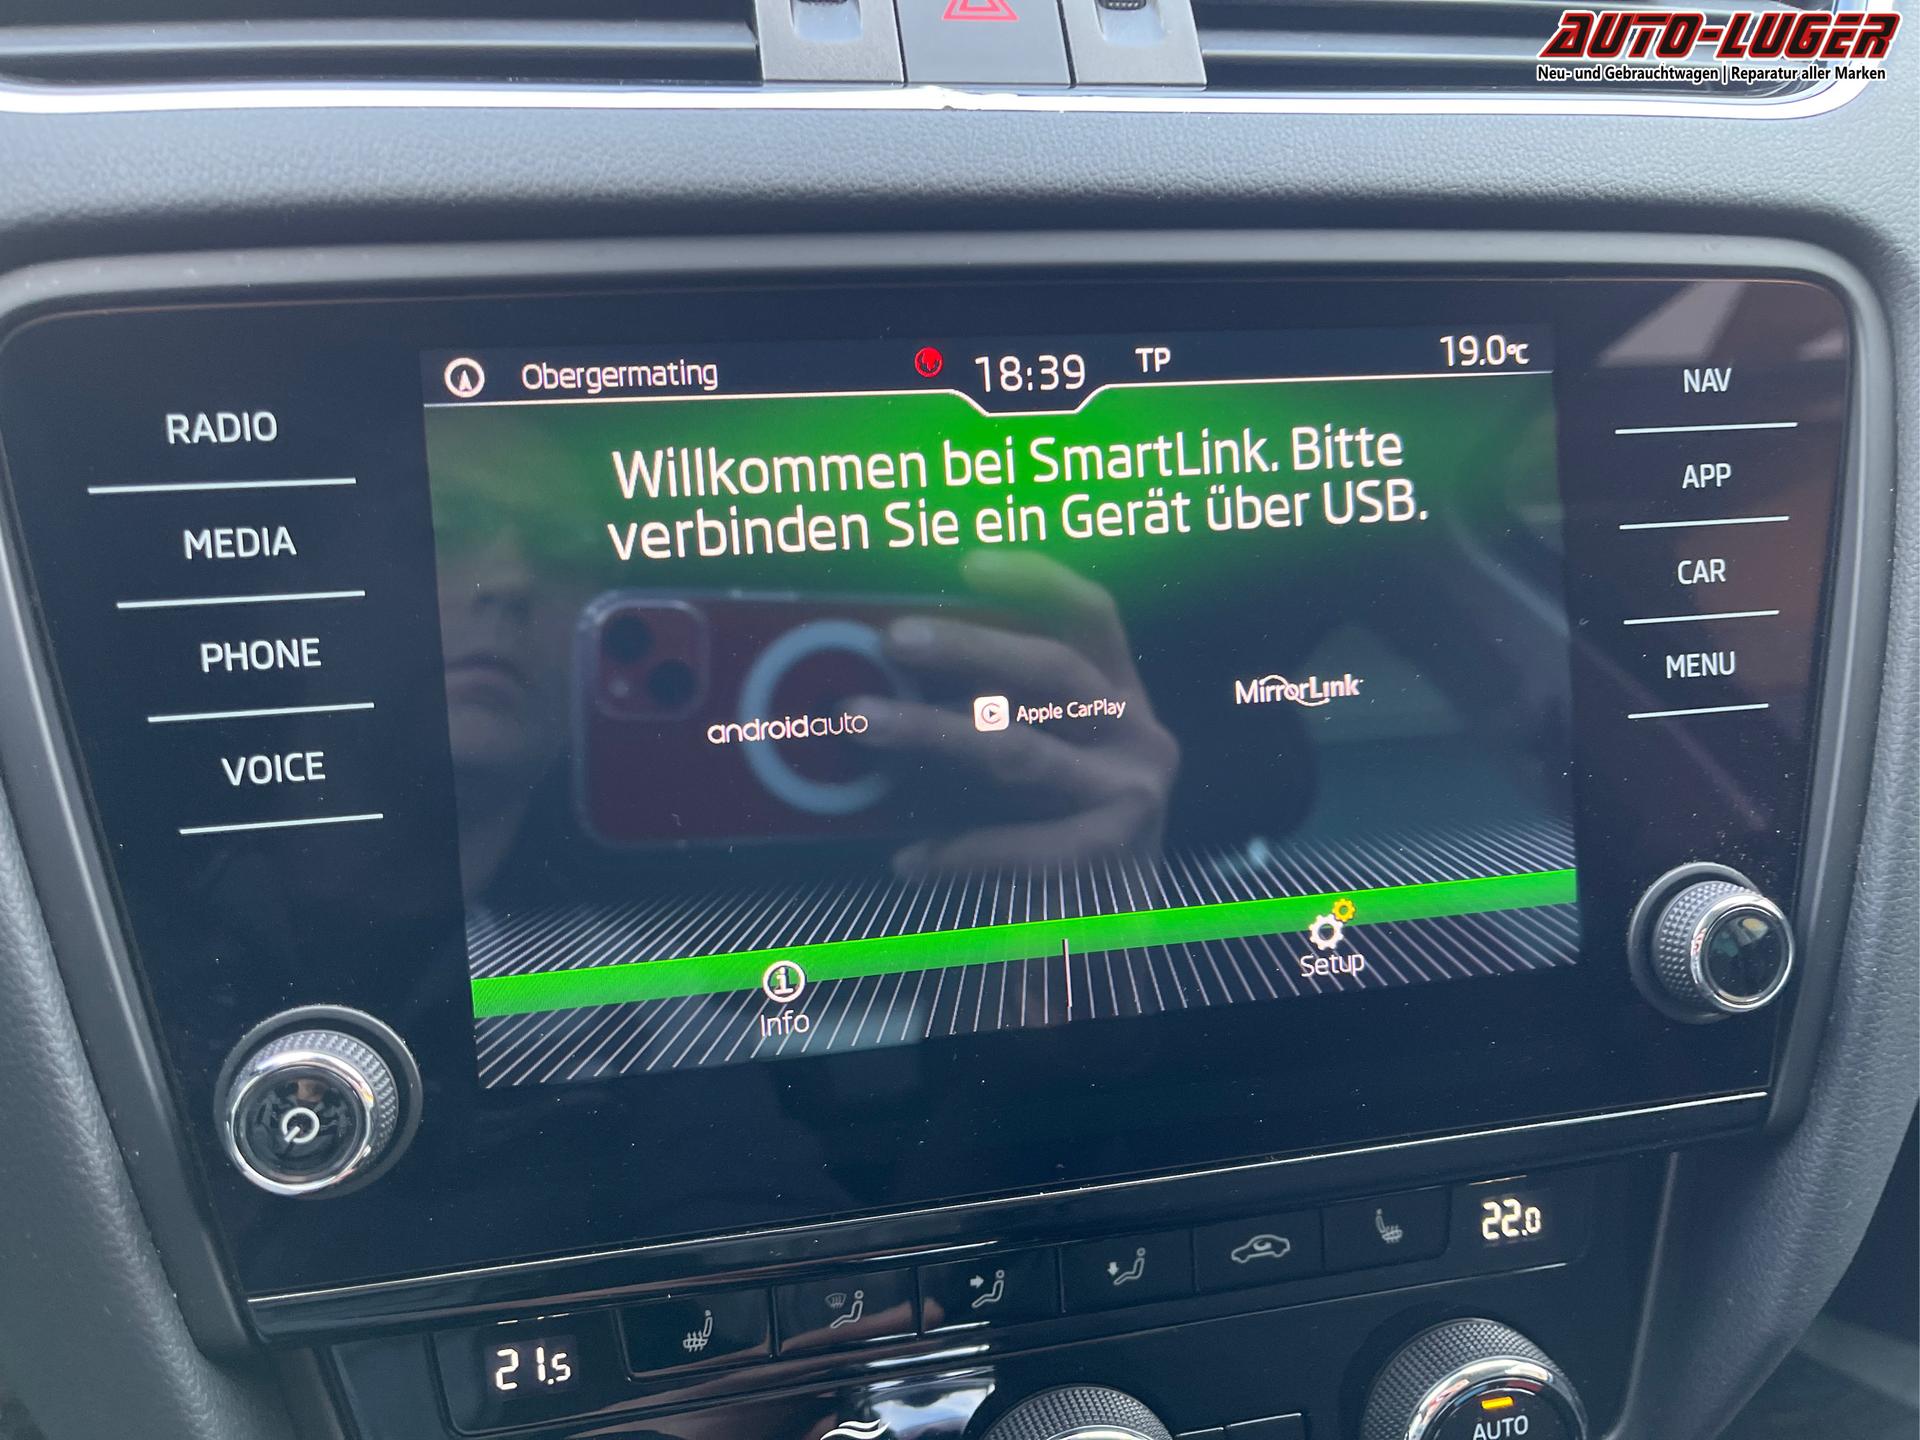 AUTO-LUGER
Neu- und Gebrauchtwagen | Reparatur aller Marken
Obergermating
18:39
TP
19.0°C
RADIO
MEDIA
PHONE
VOICE
Willkommen bei SmartLink. Bitte
verbinden Sie ein Gerät über USB.
androidauto
Apple CarPlay
MirrorLink
NAV
APP
CAR
MENU
Info
Setup
21.5
22.0
AUTO